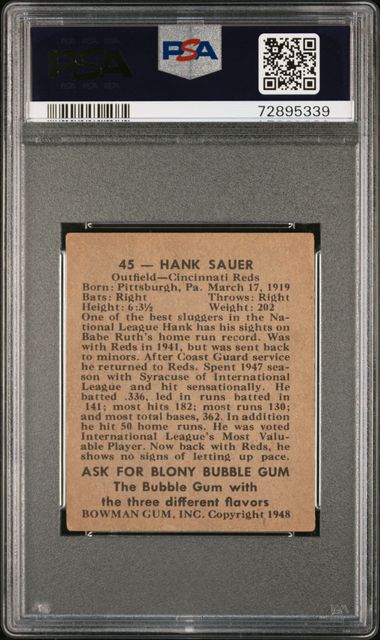 PSA
PSA
72895339
45 — HANK SAUER
Outfield—Cincinnati Reds
Born: Pittsburgh, Pa. March 17, 1919
Bats: Right Throws: Right
Height: 6:3½ Weight: 202
One of the best sluggers in the Na-
tional League Hank has his sights on
Babe Ruth's home run record. Was
with Reds in 1941, but was sent back
to minors. After Coast Guard service
he returned to Reds. Spent 1947 sea-
son with Syracuse of International
League and hit sensationally. He
batted .336, led in runs batted in
141; most hits 182; most runs 130;
and most total bases, 362. In addition
he hit 50 home runs. He was voted
International League's Most Valu-
able Player. Now back with Reds, he
shows no signs of letting up pace.
ASK FOR BLONY BUBBLE GUM
The Bubble Gum with
the three different flavors
BOWMAN GUM, INC. Copyright 1948